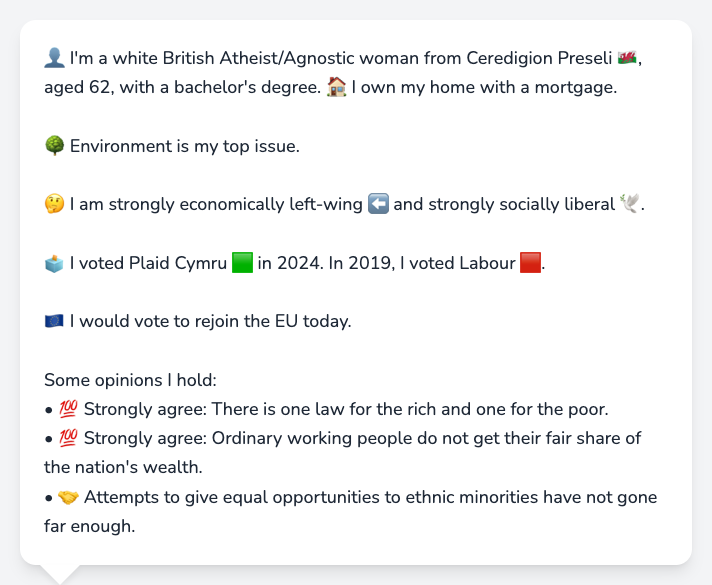 👤 I'm a white British Atheist/Agnostic woman from Ceredigion Preseli 🏴󠁧󠁢󠁷󠁬󠁳󠁿,
aged 62, with a bachelor's degree. 🏠 I own my home with a mortgage.
🌳 Environment is my top issue.
🤔 I am strongly economically left-wing ⬅️ and strongly socially liberal 🕊️.
🗳️ I voted Plaid Cymru 🟩 in 2024. In 2019, I voted Labour 🟥.
🇪🇺 I would vote to rejoin the EU today.
Some opinions I hold:
• 💯 Strongly agree: There is one law for the rich and one for the poor.
• 💯 Strongly agree: Ordinary working people do not get their fair share of
the nation's wealth.
• 🤝 Attempts to give equal opportunities to ethnic minorities have not gone
far enough.